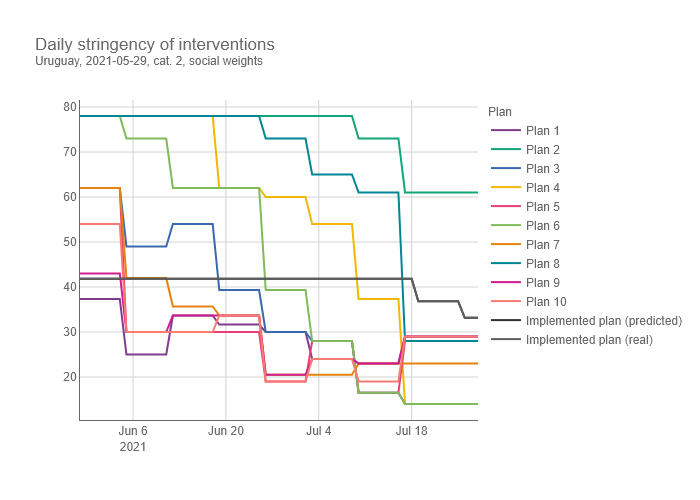 Daily stringency of interventions
Uruguay, 2021-05-29, cat. 2, social weights
80
70
60
50
40
30
20
Jun 6
2021
Jun 20
Jul 4
Jul 18
Plan
Plan 1
Plan 2
Plan 3
Plan 4
Plan 5
Plan 6
Plan 7
Plan 8
Plan 9
Plan 10
Implemented plan (predicted)
Implemented plan (real)